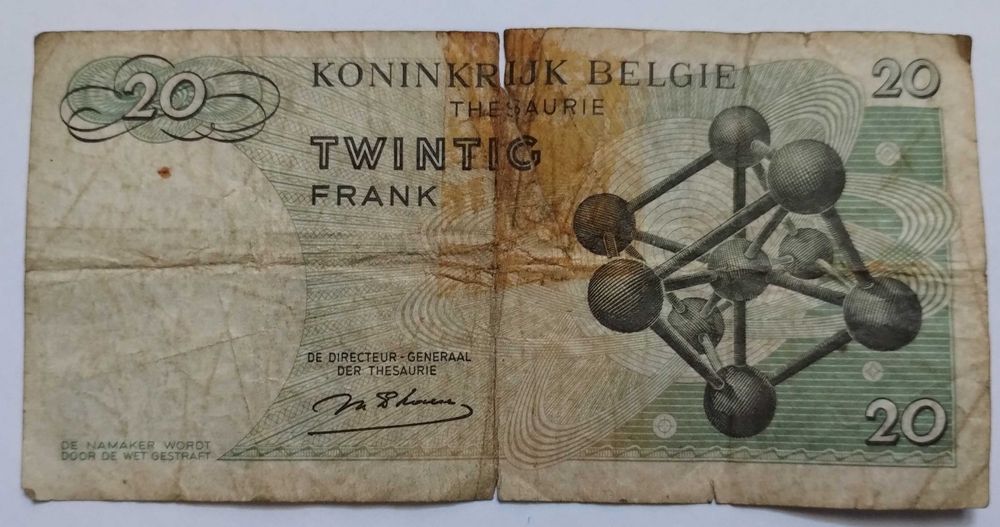 20
KONINKRIJK BELGIE
20
THESAURIE
TWINTIG
FRANK
DE DIRECTEUR-GENERAAL
DER THESAURIE
20
DE NAMAKER WORDT
DOOR DE WET GESTRAFT